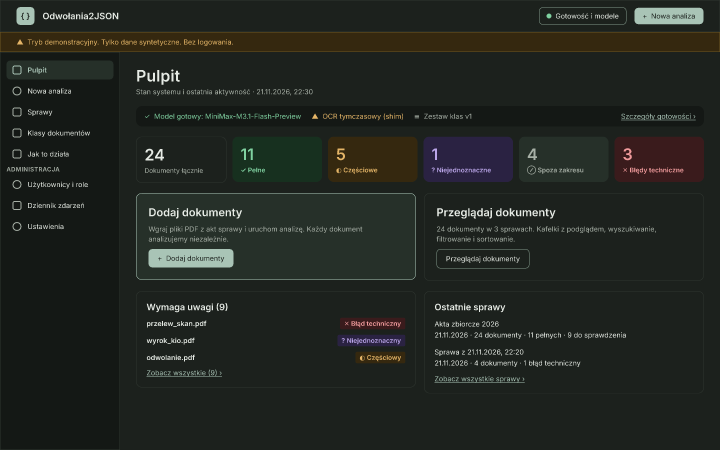 { } Odwołania2JSON
Gotowość i modele
+ Nowa analiza
Tryb demonstracyjny. Tylko dane syntetyczne. Bez logowania.
Pulpit
Nowa analiza
Sprawy
Klasy dokumentów
Jak to działa
ADMINISTRACJA
Użytkownicy i role
Dziennik zdarzeń
Ustawienia
Pulpit
Stan systemu i ostatnia aktywność · 21.11.2026, 22:30
✓ Model gotowy: MiniMax-M3.1-Flash-Preview
▲ OCR tymczasowy (shim)
≡ Zestaw klas v1
Szczegóły gotowości ›
24
Dokumenty łącznie
11
✓ Pełne
5
◐ Częściowe
1
? Niejednoznaczne
4
Spoza zakresu
3
✕ Błędy techniczne
Dodaj dokumenty
Wgraj pliki PDF z akt sprawy i uruchom analizę. Każdy dokument
analizujemy niezależnie.
+ Dodaj dokumenty
Przeglądaj dokumenty
24 dokumenty w 3 sprawach. Kafelki z podglądem, wyszukiwanie,
filtrowanie i sortowanie.
Przeglądaj dokumenty
Wymaga uwagi (9)
przelew_skan.pdf
✕ Błąd techniczny
wyrok_kio.pdf
? Niejednoznaczny
odwolanie.pdf
◐ Częściowy
Zobacz wszystkie (9) ›
Ostatnie sprawy
Akta zbiorcze 2026
21.11.2026 · 24 dokumenty · 11 pełnych · 9 do sprawdzenia
Sprawa z 21.11.2026, 22:20
21.11.2026 · 4 dokumenty · 1 błąd techniczny
Zobacz wszystkie sprawy ›